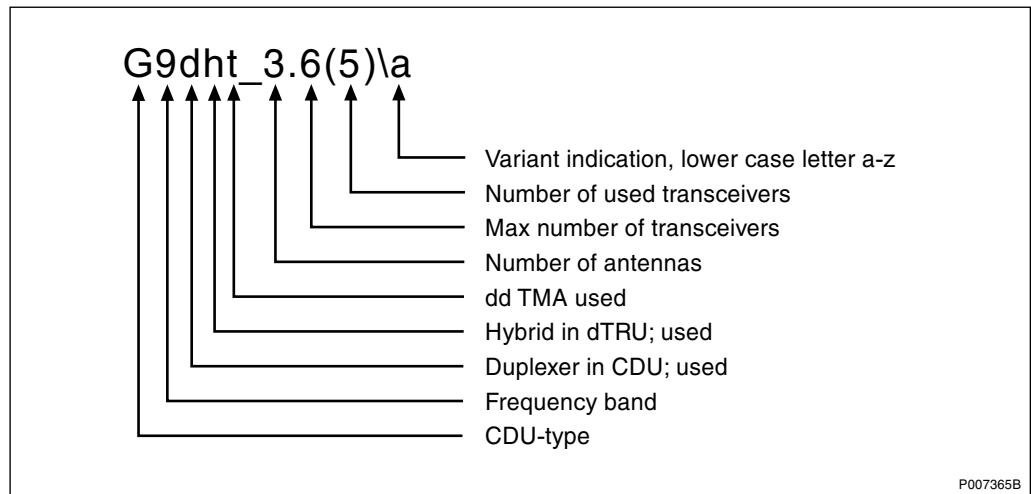 G9dht_3.6(5)\a
Variant indication, lower case letter a-z
Number of used transceivers
Max number of transceivers
Number of antennas
dd TMA used
Hybrid in dTRU; used
Duplexer in CDU; used
Frequency band
CDU-type
P007365B